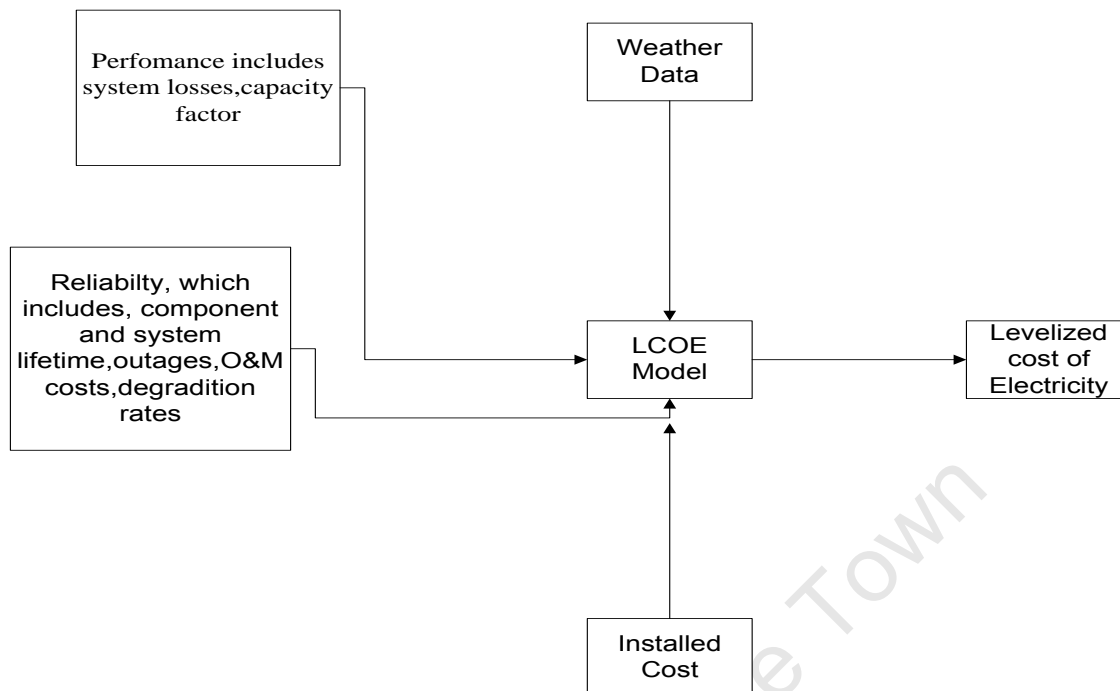 Perfomance includes
system losses,capacity
factor
Weather
Data
Reliabilty, which
includes, component
and system
lifetime,outages,O&M
costs,degradition
rates
LCOE
Model
Levelized
cost of
Electricity
Installed
Cost
e Town